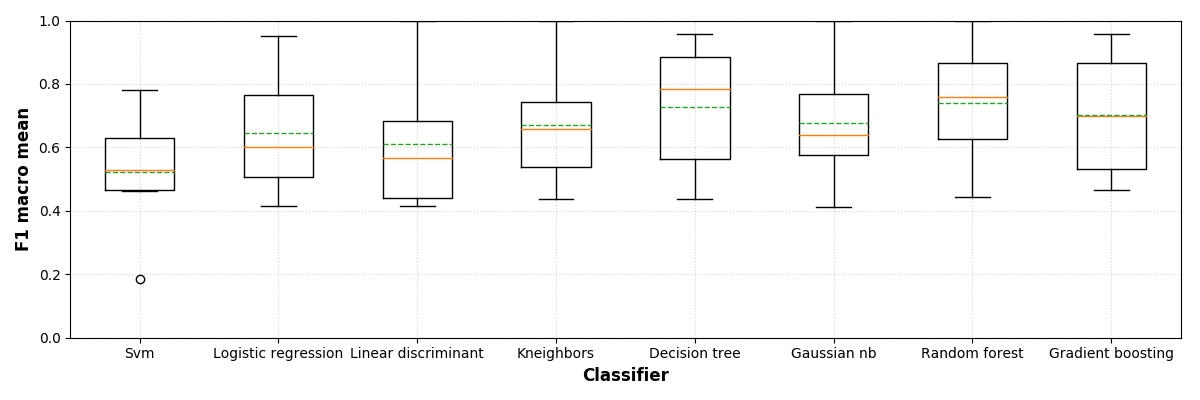 1.0
0.8
0.6
0.4
0.2
0.0
F1 macro mean
Svm Logistic regression Linear discriminant Kneighbors Decision tree Gaussian nb Random forest Gradient boosting
Classifier